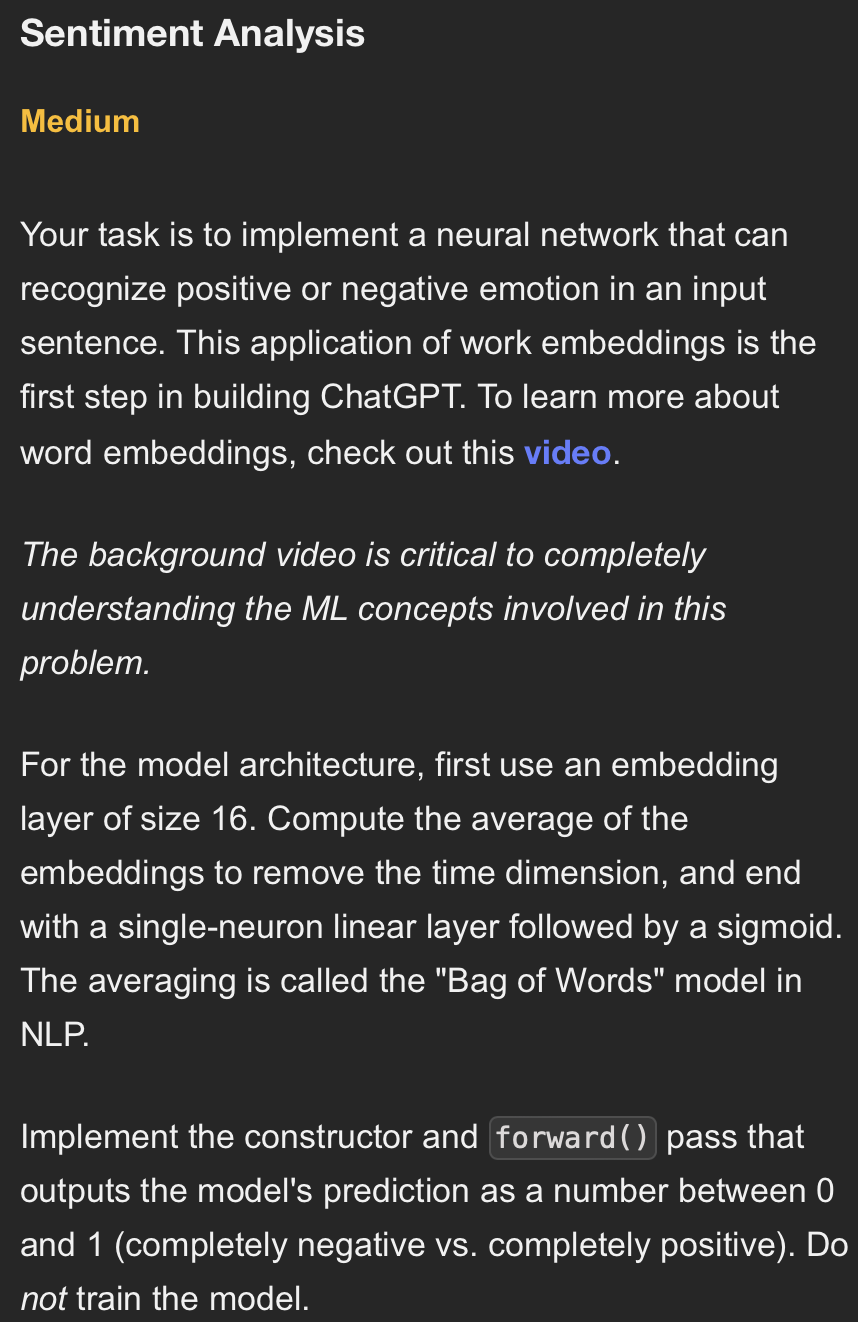 Sentiment Analysis
Medium
Your task is to implement a neural network that can
recognize positive or negative emotion in an input
sentence. This application of work embeddings is the
first step in building ChatGPT. To learn more about
word embeddings, check out this video.
The background video is critical to completely
understanding the ML concepts involved in this
problem.
For the model architecture, first use an embedding
layer of size 16. Compute the average of the
embeddings to remove the time dimension, and end
with a single-neuron linear layer followed by a sigmoid.
The averaging is called the "Bag of Words" model in
NLP.
Implement the constructor and forward() pass that
outputs the model's prediction as a number between 0
and 1 (completely negative vs. completely positive). Do
not train the model.